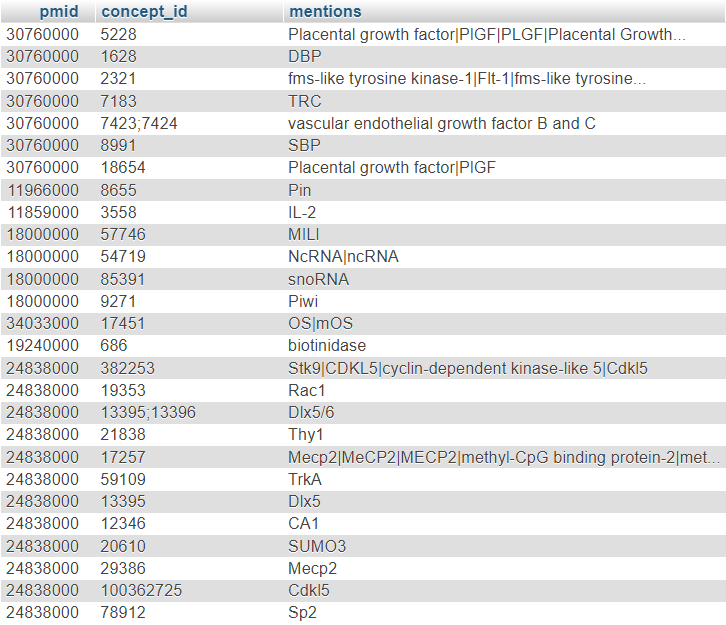 pmid concept_id mentions
30760000 5228 Placental growth factor|PlGF|PLGF|Placental Growth...
30760000 1628 DBP
30760000 2321 fms-like tyrosine kinase-1|Flt-1|fms-like tyrosine...
30760000 7183 TRC
30760000 7423;7424 vascular endothelial growth factor B and C
30760000 8991 SBP
30760000 18654 Placental growth factor|PlGF
11966000 8655 Pin
11859000 3558 IL-2
18000000 57746 MILI
18000000 54719 NcRNA|ncRNA
18000000 85391 snoRNA
18000000 9271 Piwi
34033000 17451 OS|mOS
19240000 686 biotinidase
24838000 382253 Stk9|CDKL5|cyclin-dependent kinase-like 5|Cdkl5
24838000 19353 Rac1
24838000 13395;13396 Dlx5/6
24838000 21838 Thy1
24838000 17257 Mecp2|MeCP2|MECP2|methyl-CpG binding protein-2|met...
24838000 59109 TrkA
24838000 13395 Dlx5
24838000 12346 CA1
24838000 20610 SUMO3
24838000 29386 Mecp2
24838000 100362725 Cdkl5
24838000 78912 Sp2